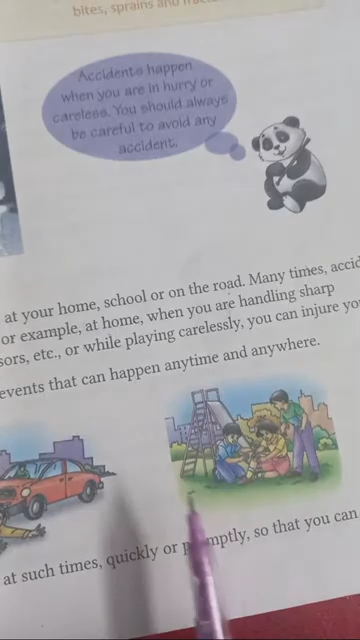 bites, sprains and
Accidents happen
when you are in hurry or
careless. You should always
be careful to avoid any
accident.
at your home, school or on the road. Many times,
or example, at home, when you are handling sharp
etc., or while playing carelessly, you can injure
events that can happen anytime and anywhere.
at such times, quickly or so that you can